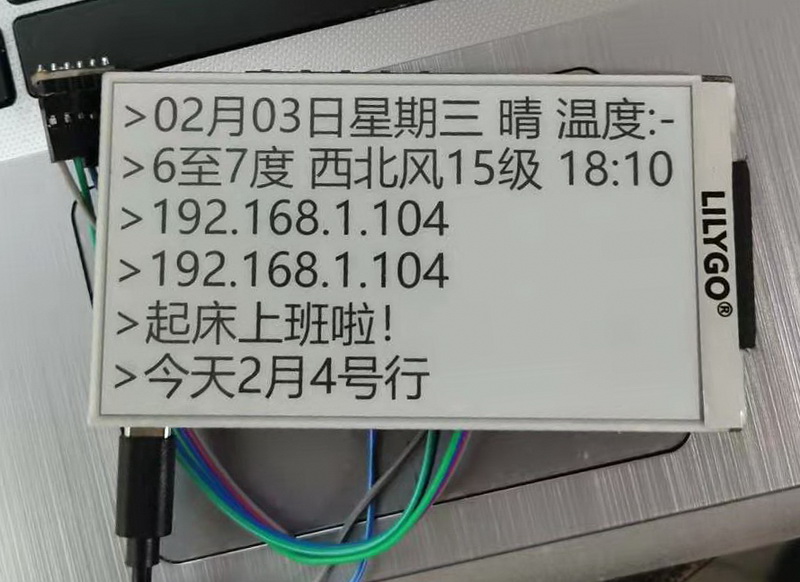 >02月03日星期三 晴 温度:-
>6至7度 西北风15级 18:10
>192.168.1.104
>192.168.1.104
>起床上班啦!
>今天2月4号行
LILYGO®